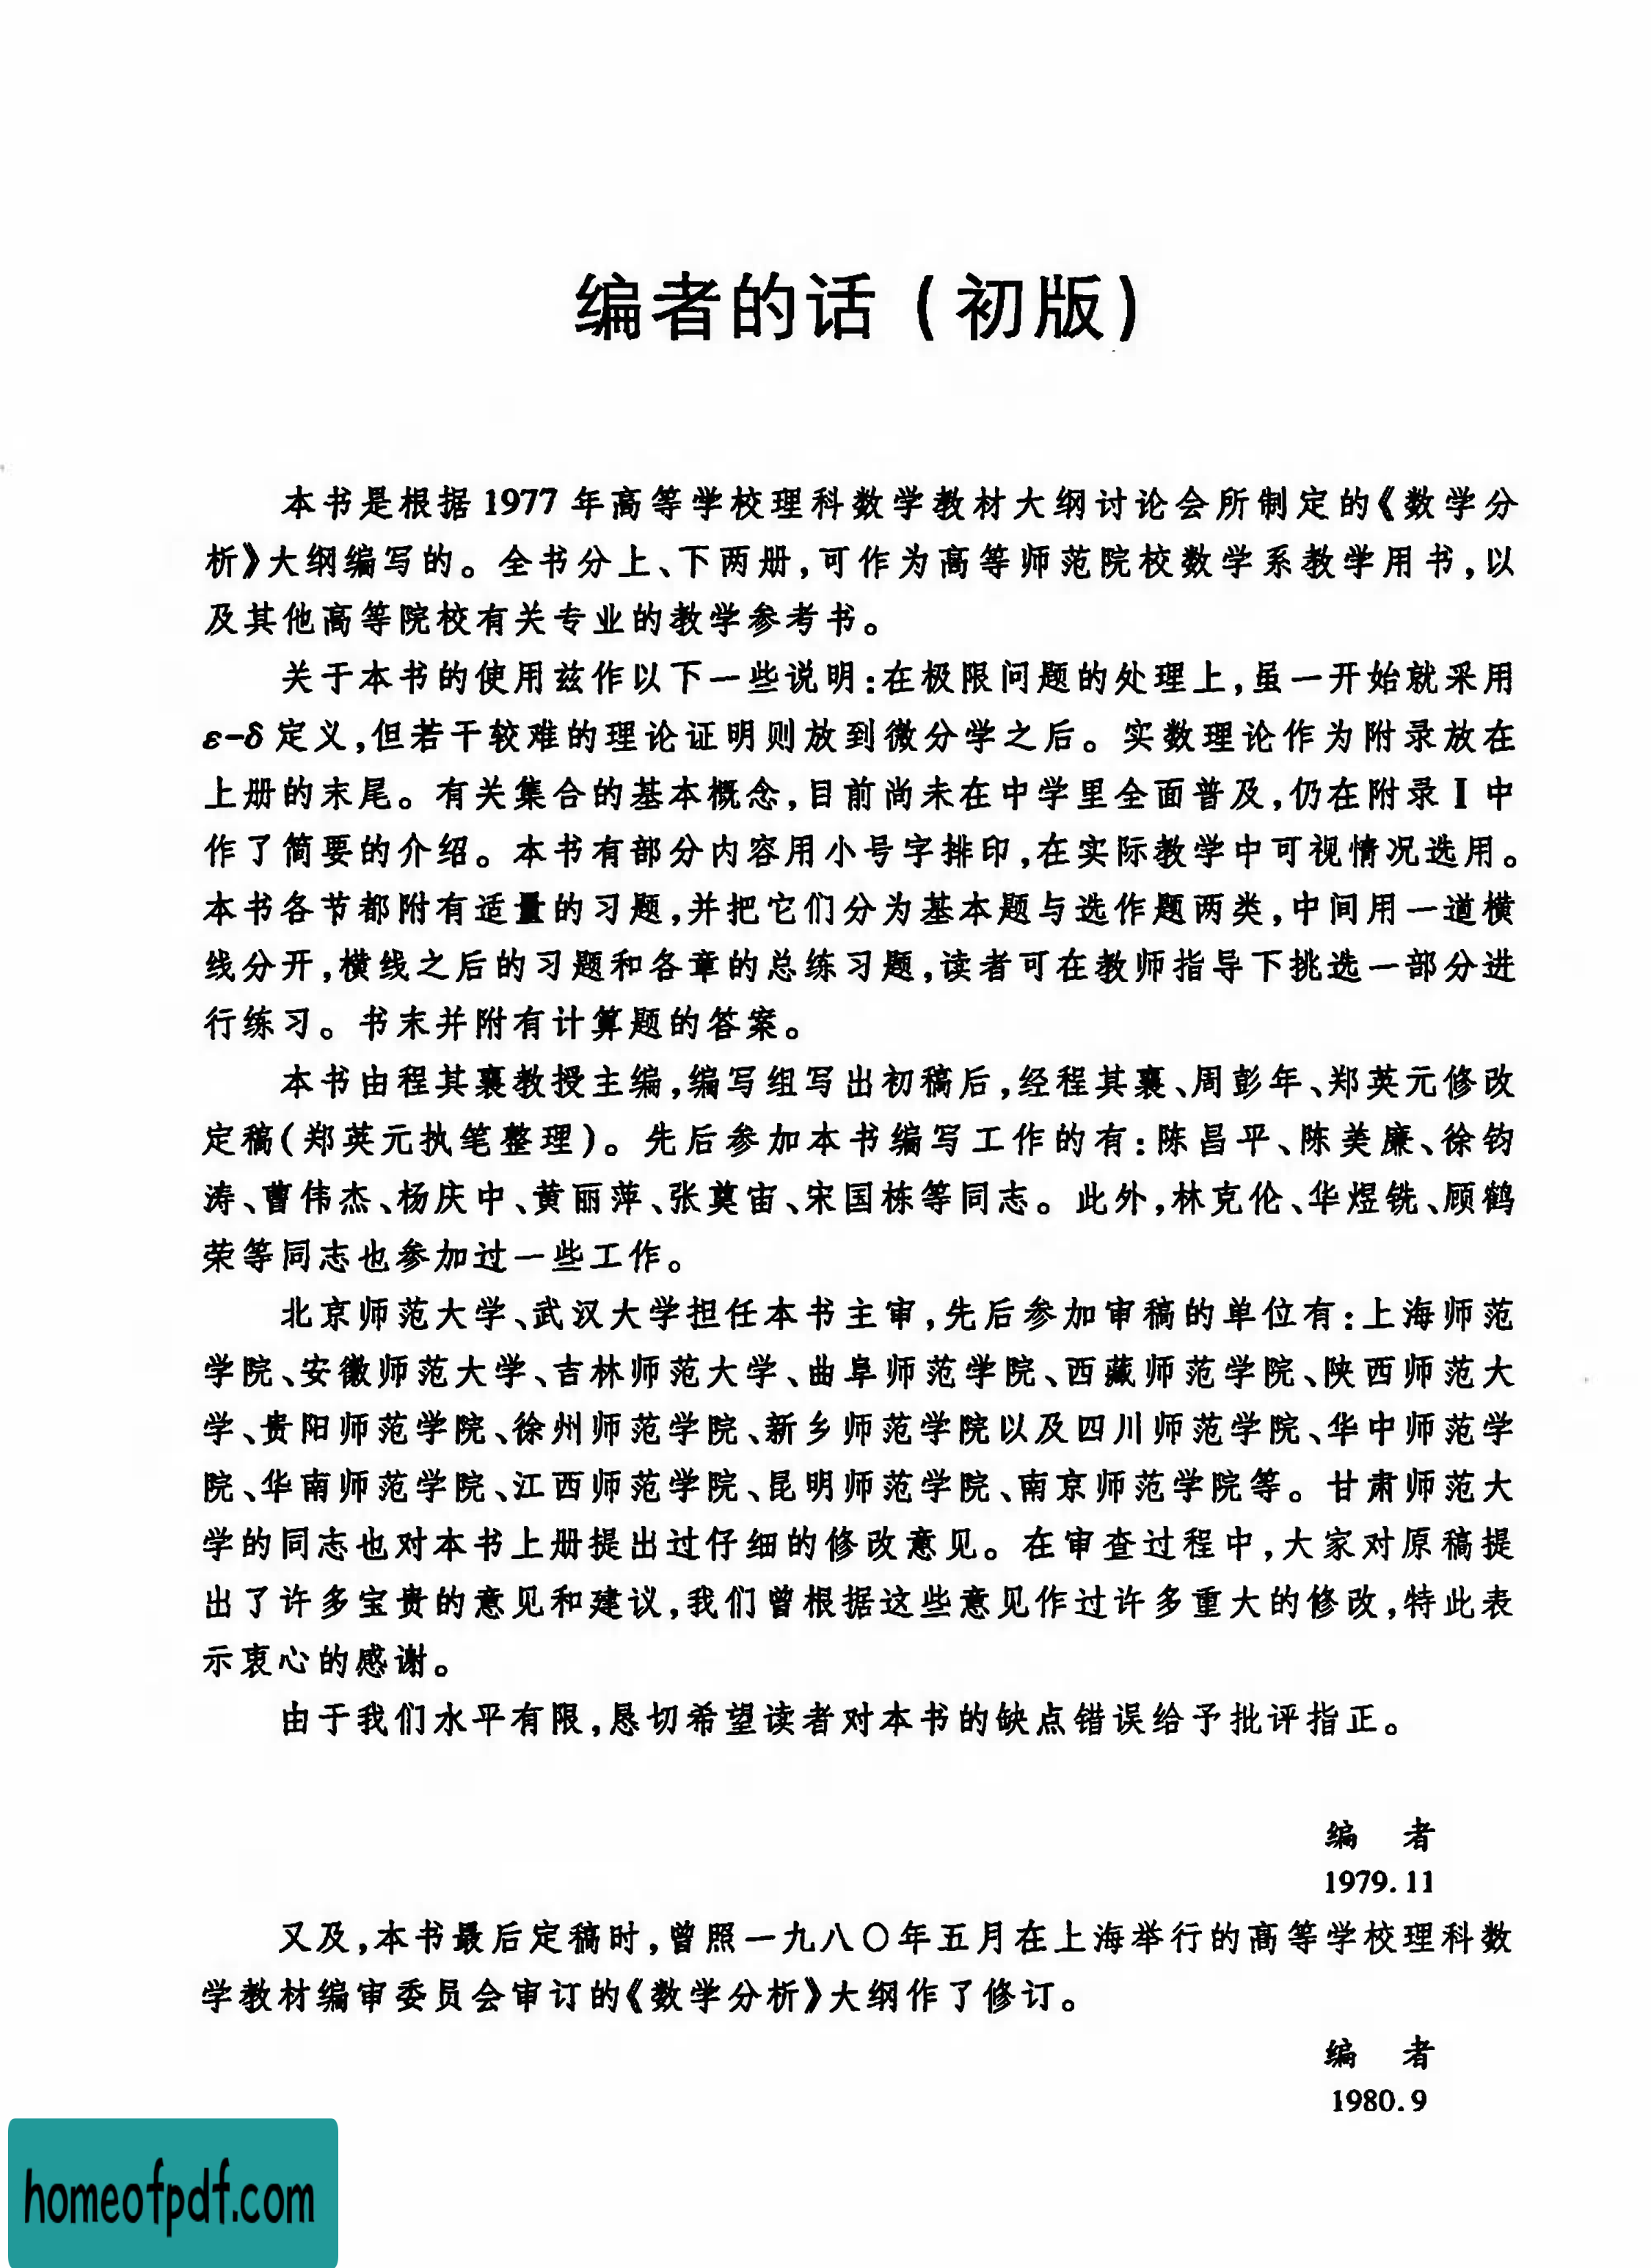 编者的话（初版）
本书是根据 1977 年高等学校理科数学教材大纲讨论会所制定的《数学分
析》大纲编写的。全书分上、下两册,可作为高等师范院校数学系教学用书,以
及其他高等院校有关专业的教学参考书。
关于本书的使用兹作以下一些说明:在极限问题的处理上,虽一开始就采用
ε-δ 定义,但若干较难的理论证明则放到微分学之后。实数理论作为附录放在
上册的末尾。有关集合的基本概念,目前尚未在中学里全面普及,仍在附录 I 中
作了简要的介绍。本书有部分内容用小号字排印,在实际教学中可视情况选用。
本书各节都附有适量的习题,并把它们分为基本题与选作题两类,中间用一道横
线分开,横线之后的习题和各章的总练习题,读者可在教师指导下挑选一部分进
行练习。书末并附有计算题的答案。
本书由程其襄教授主编,编写组写出初稿后,经程其襄、周彭年、郑英元修改
定稿(郑英元执笔整理)。先后参加本书编写工作的有:陈昌平、陈美廉、徐钧
涛、曹伟杰、杨庆中、黄丽萍、张奠宙、宋国栋等同志。此外,林克伦、华煜铣、顾鹤
荣等同志也参加过一些工作。
北京师范大学、武汉大学担任本书主审,先后参加审稿的单位有:上海师范
学院、安徽师范大学、吉林师范大学、曲阜师范学院、西藏师范学院、陕西师范大
学、贵阳师范学院、徐州师范学院、新乡师范学院以及四川师范学院、华中师范学
院、华南师范学院、江西师范学院、昆明师范学院、南京师范学院等。甘肃师范大
学的同志也对本书上册提出过仔细的修改意见。在审查过程中,大家对原稿提
出了许多宝贵的意见和建议,我们曾根据这些意见作过许多重大的修改,特此表
示衷心的感谢。
由于我们水平有限,恳切希望读者对本书的缺点错误给予批评指正。
编 者
1979.11
又及,本书最后定稿时,曾照一九八〇年五月在上海举行的高等学校理科数
学教材编审委员会审订的《数学分析》大纲作了修订。
编 者
1980.9
homeofpdf.com